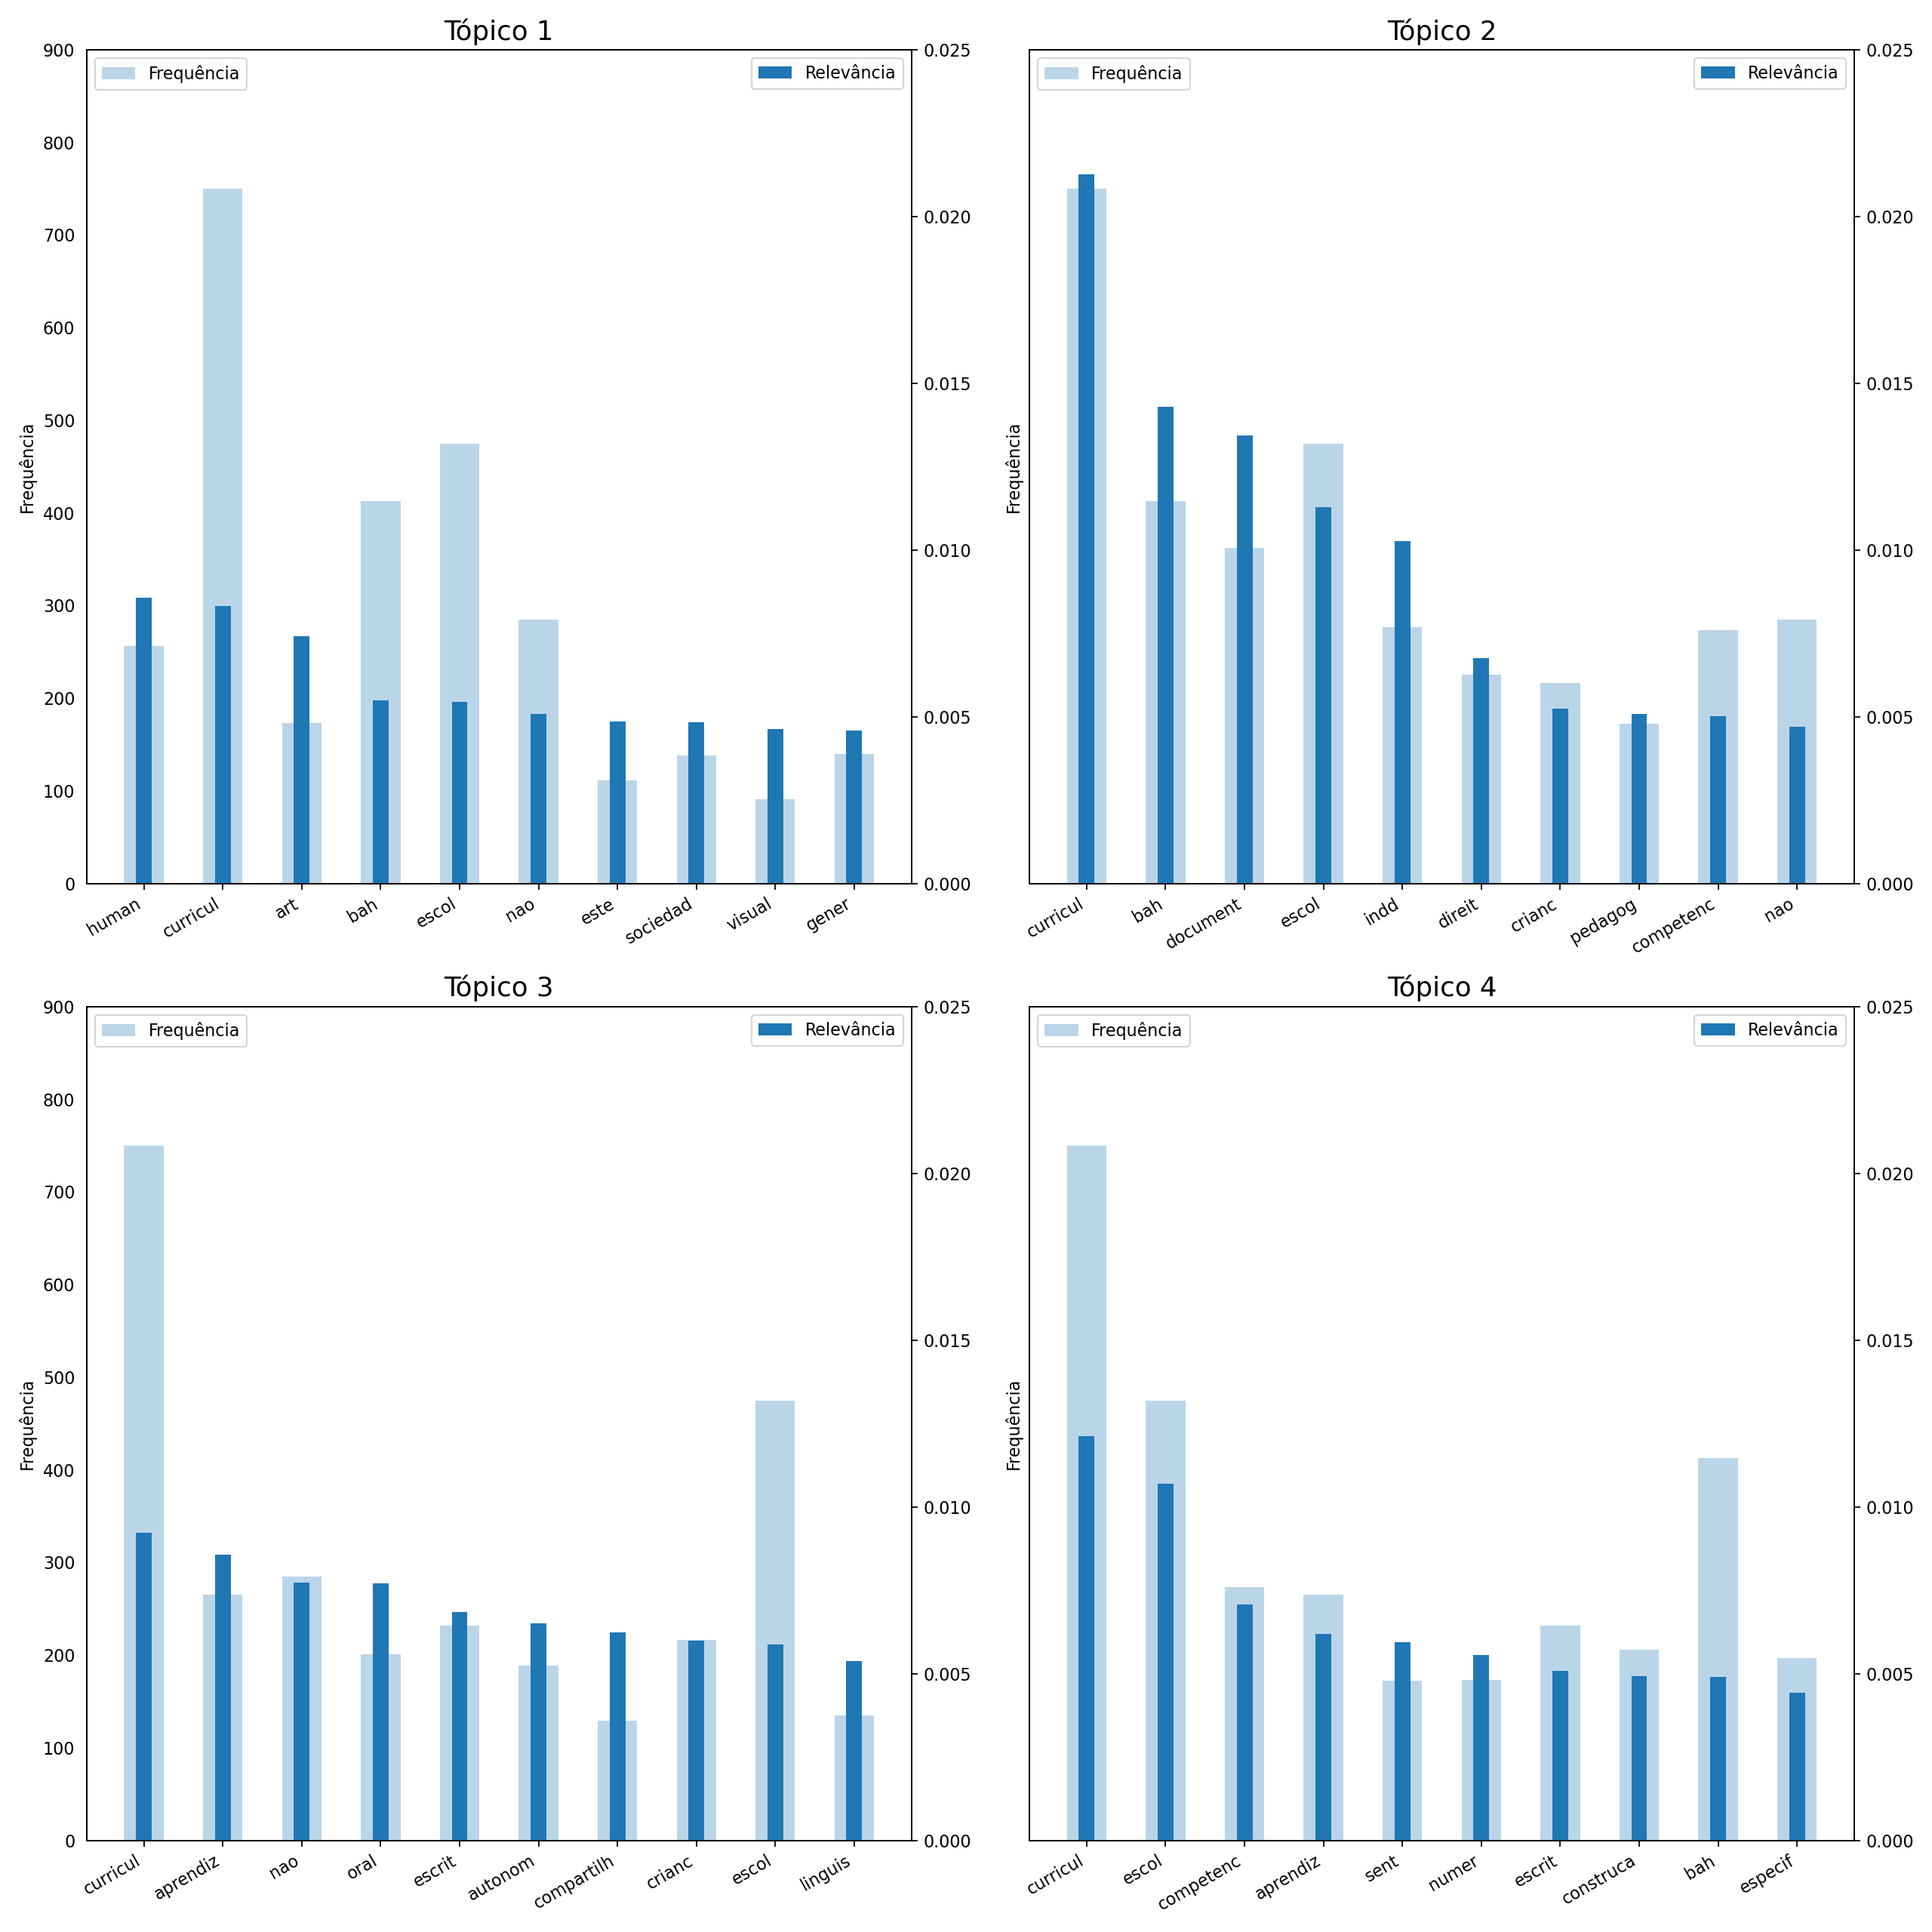 Tópico 1
Frequência
Relevância
900
800
700
600
500
400
300
200
100
0
Frequência
0.025
0.020
0.015
0.010
0.005
0.000
human
curricul
art
bah
escol
nao
este
sociedad
visual
gener
Tópico 2
Frequência
Relevância
Frequência
0.025
0.020
0.015
0.010
0.005
0.000
curricul
bah
document
escol
indd
direit
crianc
pedagog
competenc
nao
Tópico 3
Frequência
Relevância
900
800
700
600
500
400
300
200
100
0
Frequência
0.025
0.020
0.015
0.010
0.005
0.000
curricul
aprendiz
nao
oral
escrit
autonom
compartilh
crianc
escol
linguis
Tópico 4
Frequência
Relevância
Frequência
0.025
0.020
0.015
0.010
0.005
0.000
curricul
escol
competenc
aprendiz
sent
numer
escrit
construca
bah
especif